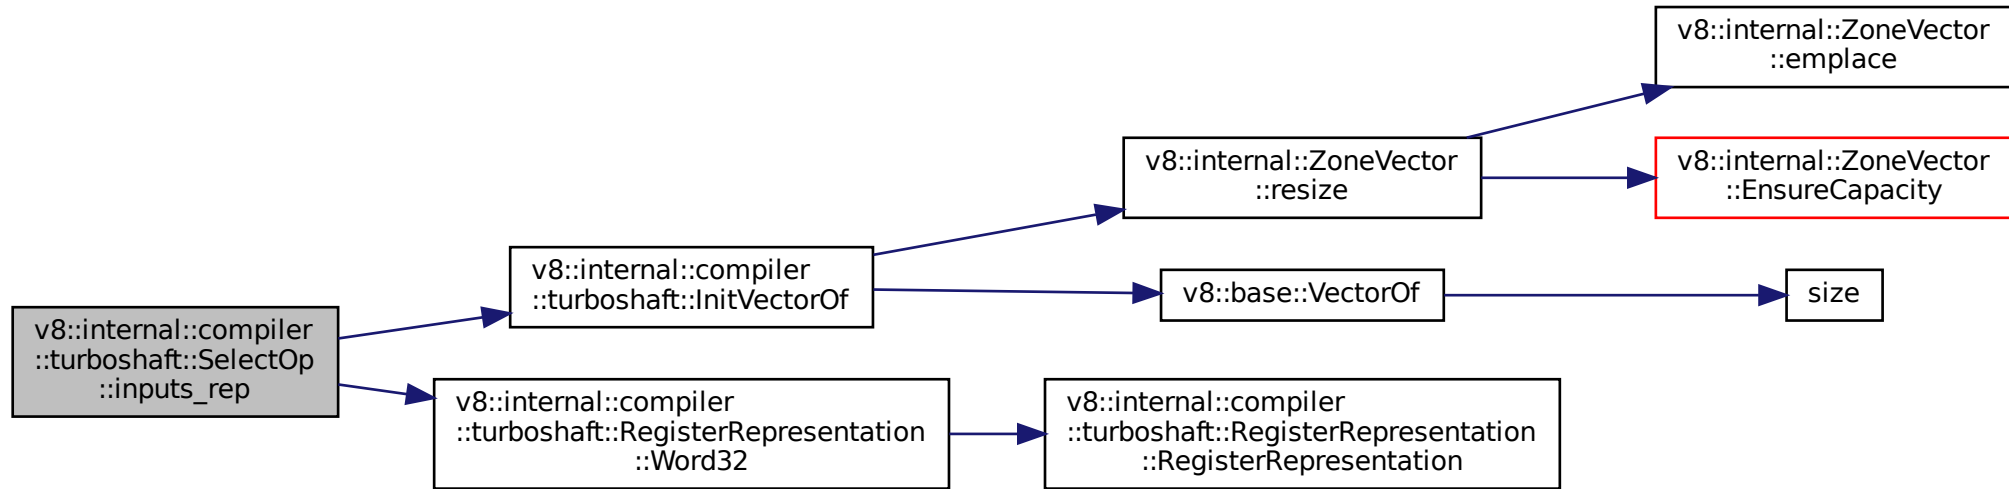 v8::internal::ZoneVector
::emplace
v8::internal::ZoneVector
::resize
v8::internal::ZoneVector
::EnsureCapacity
v8::internal::compiler
::turboshaft::InitVectorOf
v8::base::VectorOf
size
v8::internal::compiler
::turboshaft::SelectOp
::inputs_rep
v8::internal::compiler
::turboshaft::RegisterRepresentation
::Word32
v8::internal::compiler
::turboshaft::RegisterRepresentation
::RegisterRepresentation